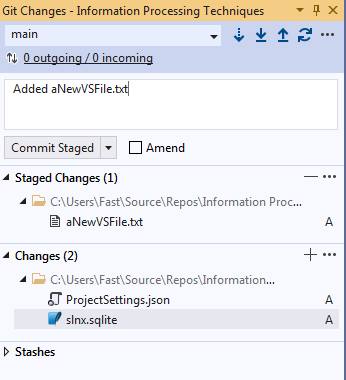 Git Changes - Information Processing Techniques
main
0 outgoing / 0 incoming
Added aNewVSFile.txt
Commit Staged
Amend
Staged Changes (1)
C:\Users\Fast\Source\Repos\Information Proc...
aNewVSFile.txt A
Changes (2)
C:\Users\Fast\Source\Repos\Information...
ProjectSettings.json A
slnx.sqlite A
Stashes